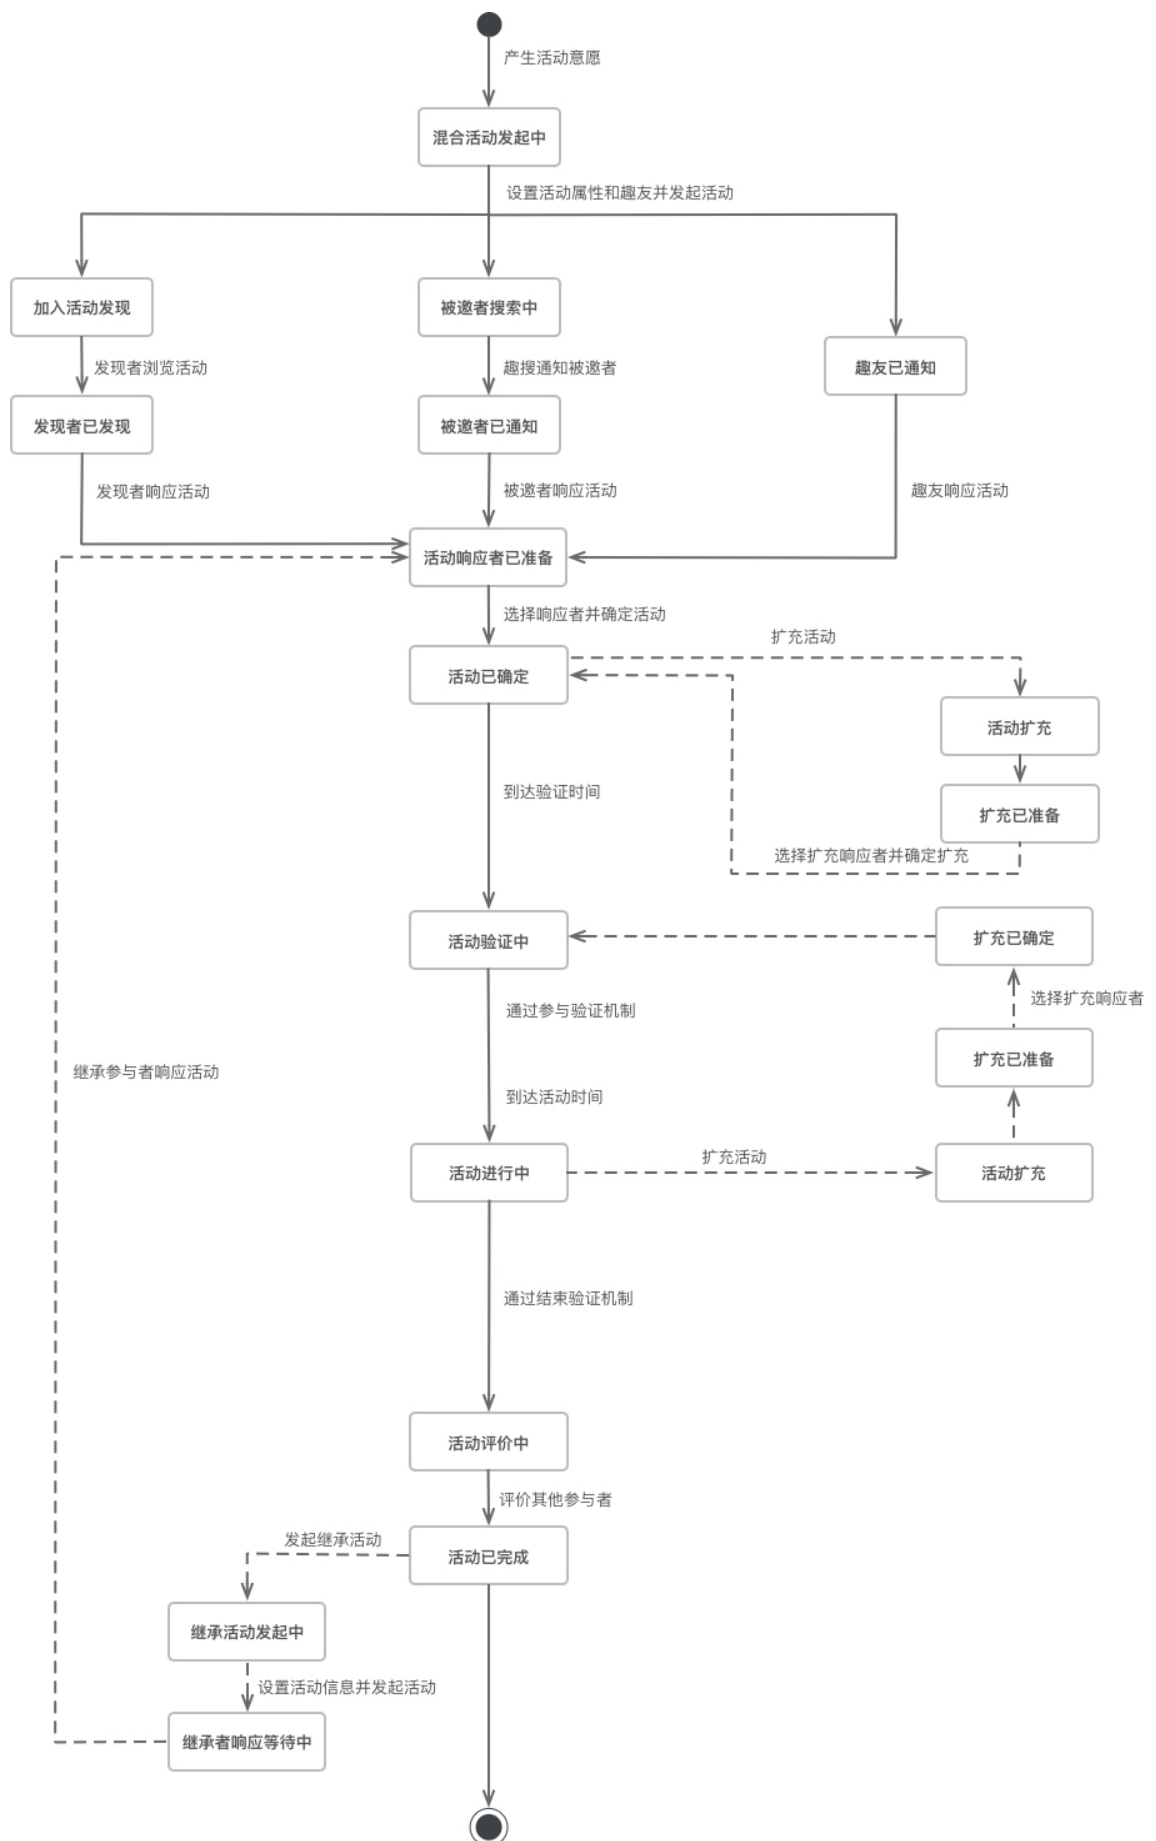 产生活动意愿
混合活动发起中
设置活动属性和趣友并发起活动
加入活动发现
被邀者搜索中
趣友已通知
发现者浏览活动
趣搜通知被邀者
发现者已发现
被邀者已通知
发现者响应活动
被邀者响应活动
趣友响应活动
活动响应者已准备
选择响应者并确定活动
扩充活动
活动已确定
活动扩充
到达验证时间
扩充已准备
选择扩充响应者并确定扩充
活动验证中
扩充已确定
选择扩充响应者
通过参与验证机制
扩充已准备
继承参与者响应活动
到达活动时间
扩充活动
活动进行中
活动扩充
通过结束验证机制
活动评价中
评价其他参与者
发起继承活动
活动已完成
继承活动发起中
设置活动信息并发起活动
继承者响应等待中